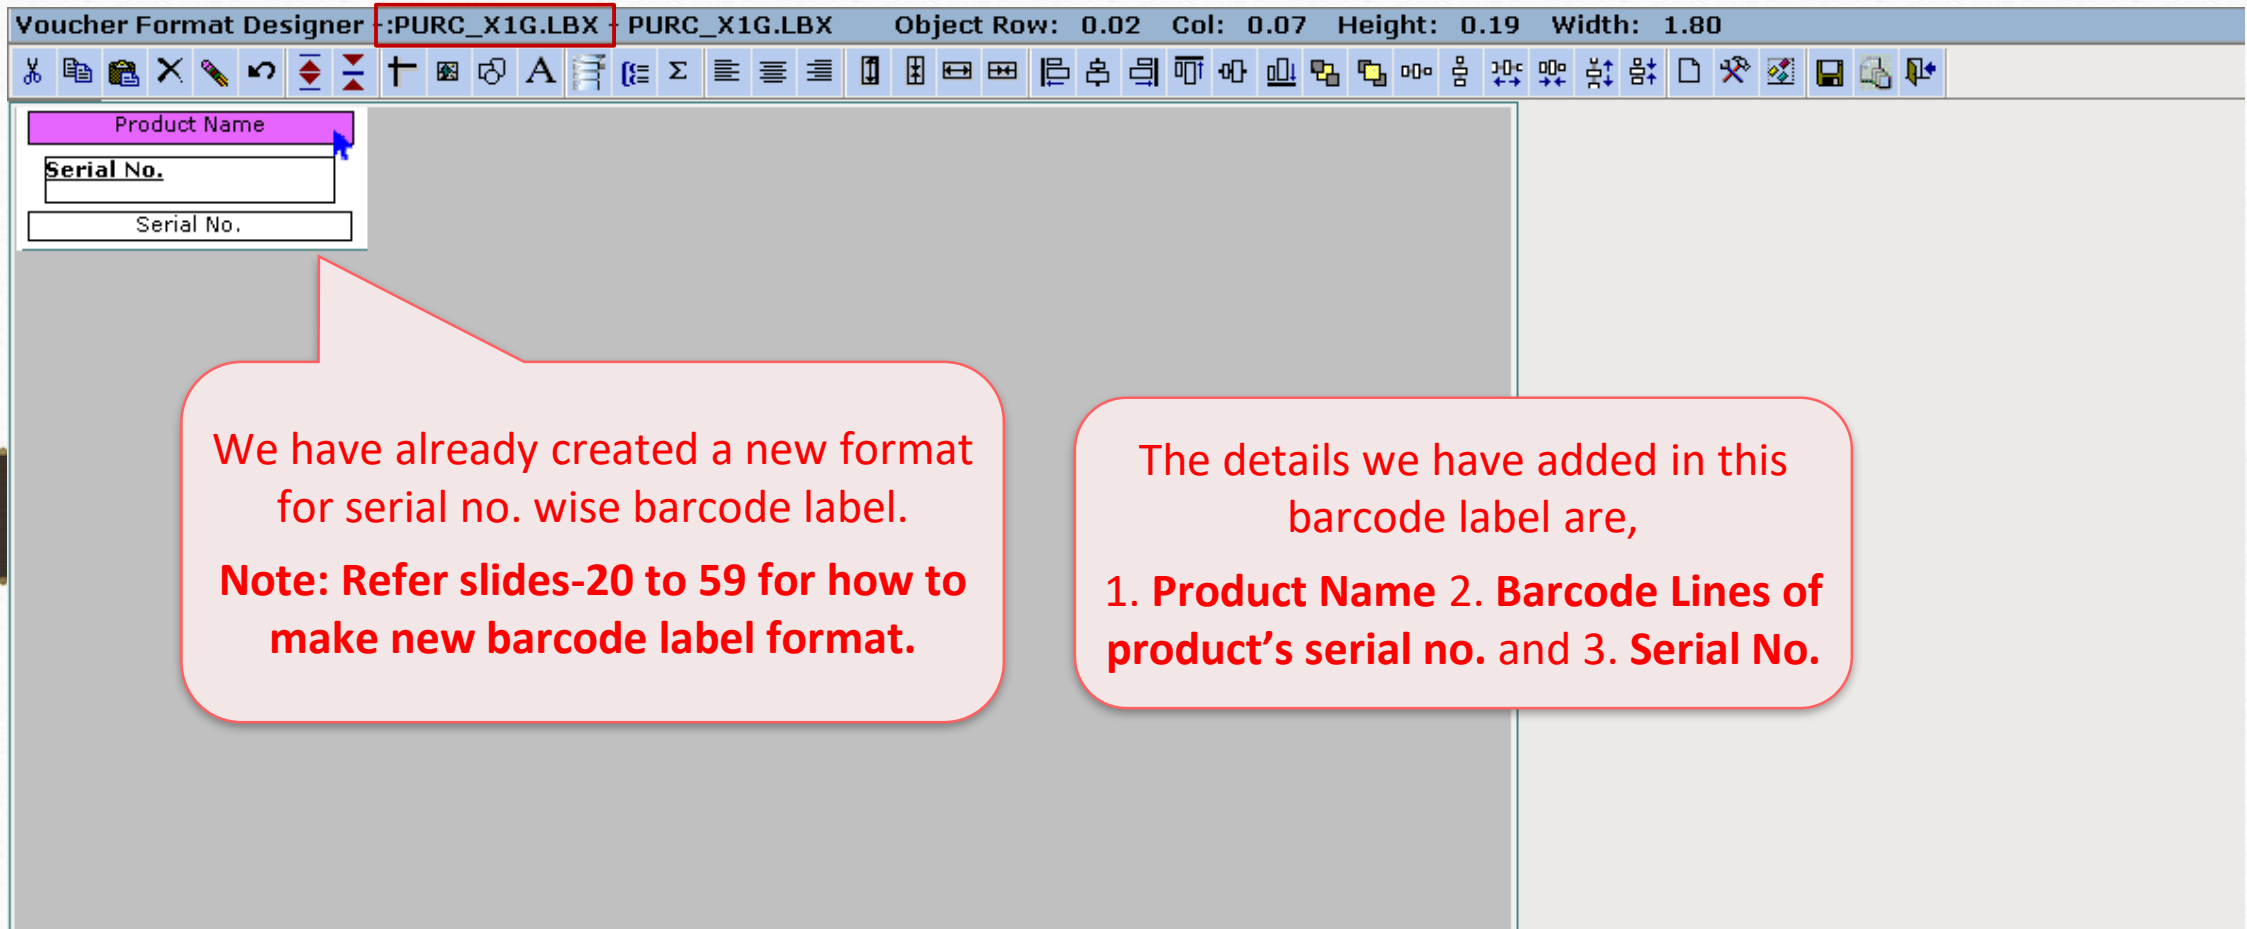 Voucher Format Designer -:PURC_X1G.LBX - PURC_X1G.LBX Object Row: 0.02 Col: 0.07 Height: 0.19 Width: 1.80
Product Name
Serial No.
Serial No.
We have already created a new format
for serial no. wise barcode label.
Note: Refer slides-20 to 59 for how to
make new barcode label format.
The details we have added in this
barcode label are,
1. Product Name 2. Barcode Lines of
product’s serial no. and 3. Serial No.